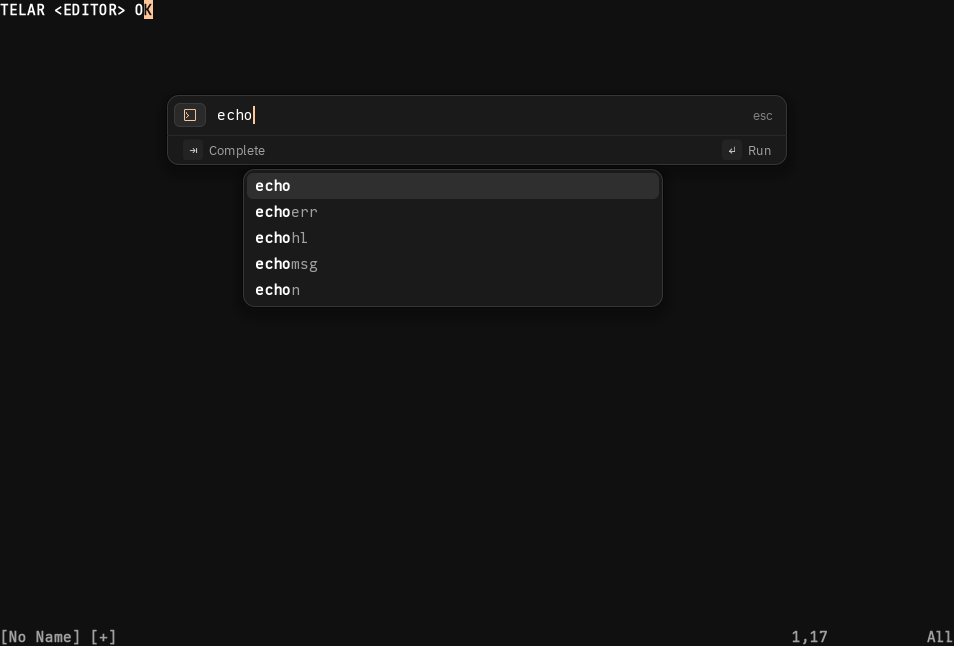 TELAR <EDITOR> OK
echo esc
⇥ Complete ↵ Run
echo
echoerr
echohl
echomsg
echon
[No Name] [+] 1,17 All